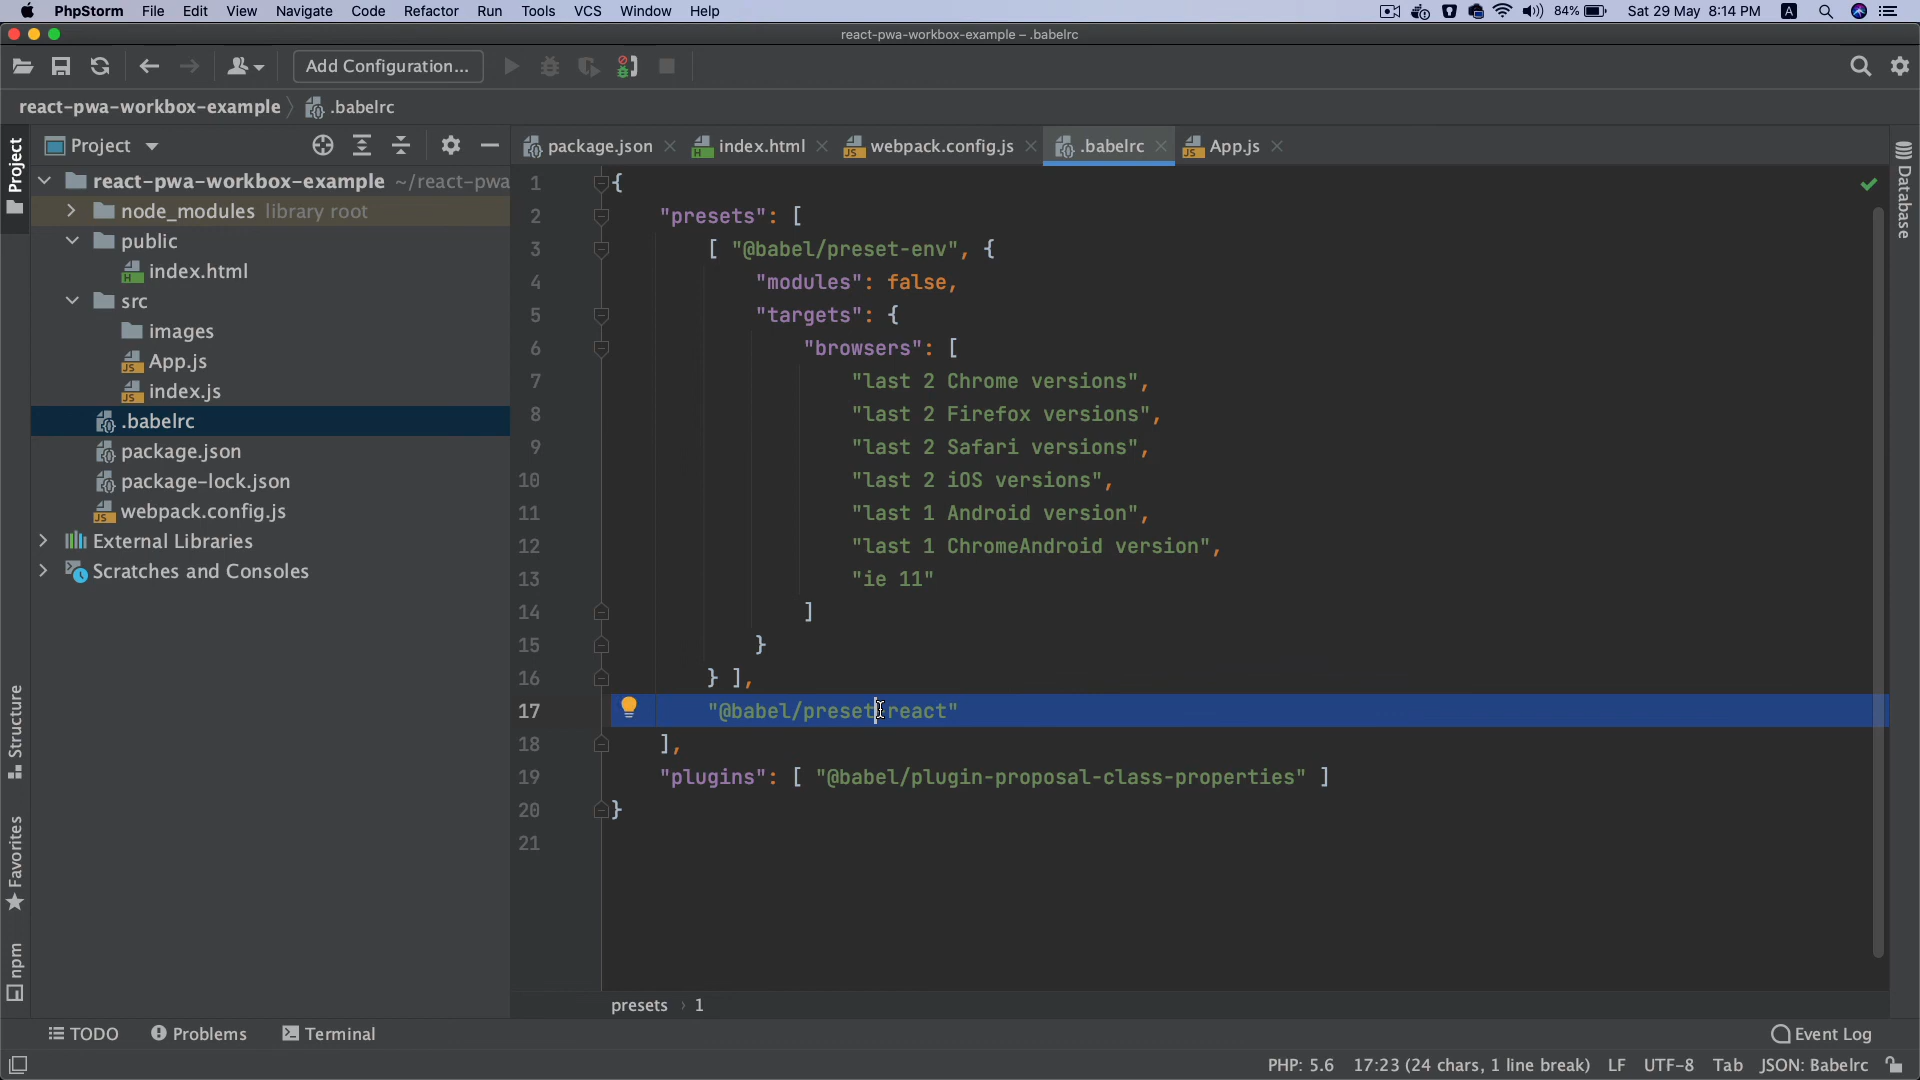 PhpStorm File Edit View Navigate Code Refactor Run Tools VCS Window Help 84% Sat 29 May 8:14 PM A
react-pwa-workbox-example – .babelrc
Add Configuration...
react-pwa-workbox-example .babelrc
Project
package.json index.html webpack.config.js .babelrc App.js
react-pwa-workbox-example ~/react-pwa
node_modules library root
public
index.html
src
images
App.js
index.js
.babelrc
package.json
package-lock.json
webpack.config.js
External Libraries
Scratches and Consoles
Project
Structure
Favorites
npm
Database
1 {
2 "presets": [
3 [ "@babel/preset-env", {
4 "modules": false,
5 "targets": {
6 "browsers": [
7 "last 2 Chrome versions",
8 "last 2 Firefox versions",
9 "last 2 Safari versions",
10 "last 2 iOS versions",
11 "last 1 Android version",
12 "last 1 ChromeAndroid version",
13 "ie 11"
14 ]
15 }
16 } ],
17 "@babel/preset-react"
18 ],
19 "plugins": [ "@babel/plugin-proposal-class-properties" ]
20 }
21
presets › 1
TODO Problems Terminal Event Log
PHP: 5.6 17:23 (24 chars, 1 line break) LF UTF-8 Tab JSON: Babelrc